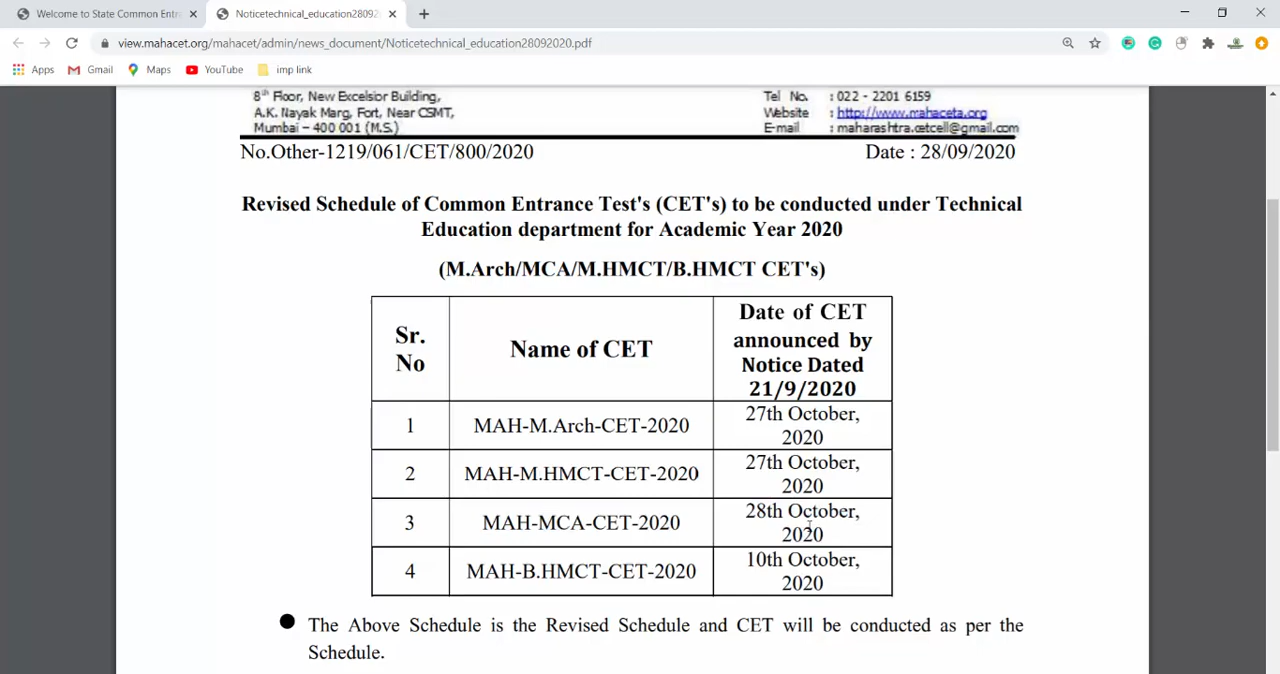 Welcome to State Common Entr
Noticetechnical_education28092
view.mahacet.org/mahacet/admin/news_document/Noticetechnical_education28092020.pdf
Apps
Gmail
Maps
YouTube
imp link
8th Floor, New Excelsior Building,
A.K. Nayak Marg, Fort, Near CSMT,
Mumbai – 400 001 (M.S.)
Tel No. : 022 - 2201 6159
Website : http://www.mahaceta.org
E-mail : maharashtra.cetcell@gmail.com
No.Other-1219/061/CET/800/2020
Date : 28/09/2020
Revised Schedule of Common Entrance Test's (CET's) to be conducted under Technical
Education department for Academic Year 2020
(M.Arch/MCA/M.HMCT/B.HMCT CET's)
Sr.
No
Name of CET
Date of CET
announced by
Notice Dated
21/9/2020
1
MAH-M.Arch-CET-2020
27th October,
2020
2
MAH-M.HMCT-CET-2020
27th October,
2020
3
MAH-MCA-CET-2020
28th October,
2020
4
MAH-B.HMCT-CET-2020
10th October,
2020
● The Above Schedule is the Revised Schedule and CET will be conducted as per the
Schedule.